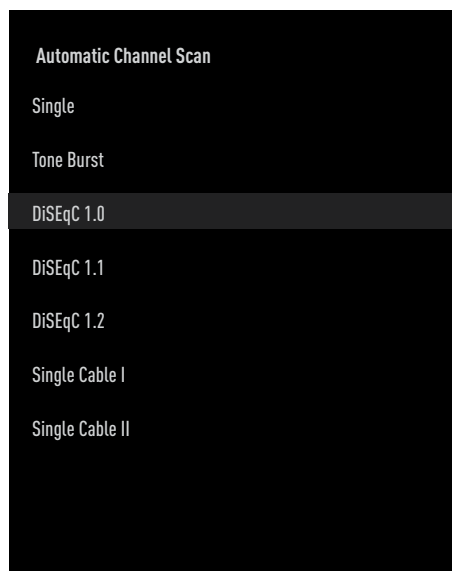 Automatic Channel Scan
Single
Tone Burst
DiSEqC 1.0
DiSEqC 1.1
DiSEqC 1.2
Single Cable I
Single Cable II